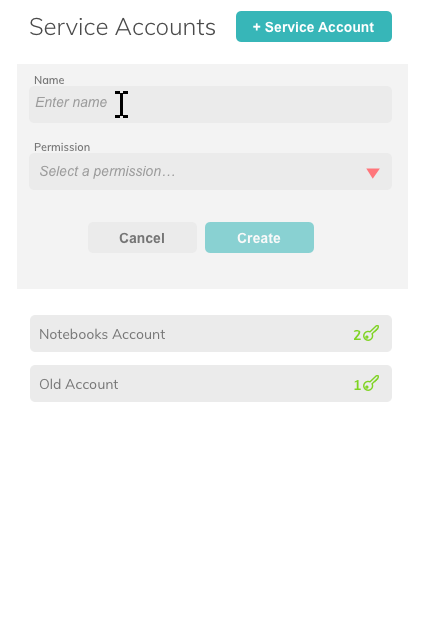 Service Accounts
+ Service Account
Name
Enter name
Permission
Select a permission...
Cancel
Create
Notebooks Account
2
Old Account
1